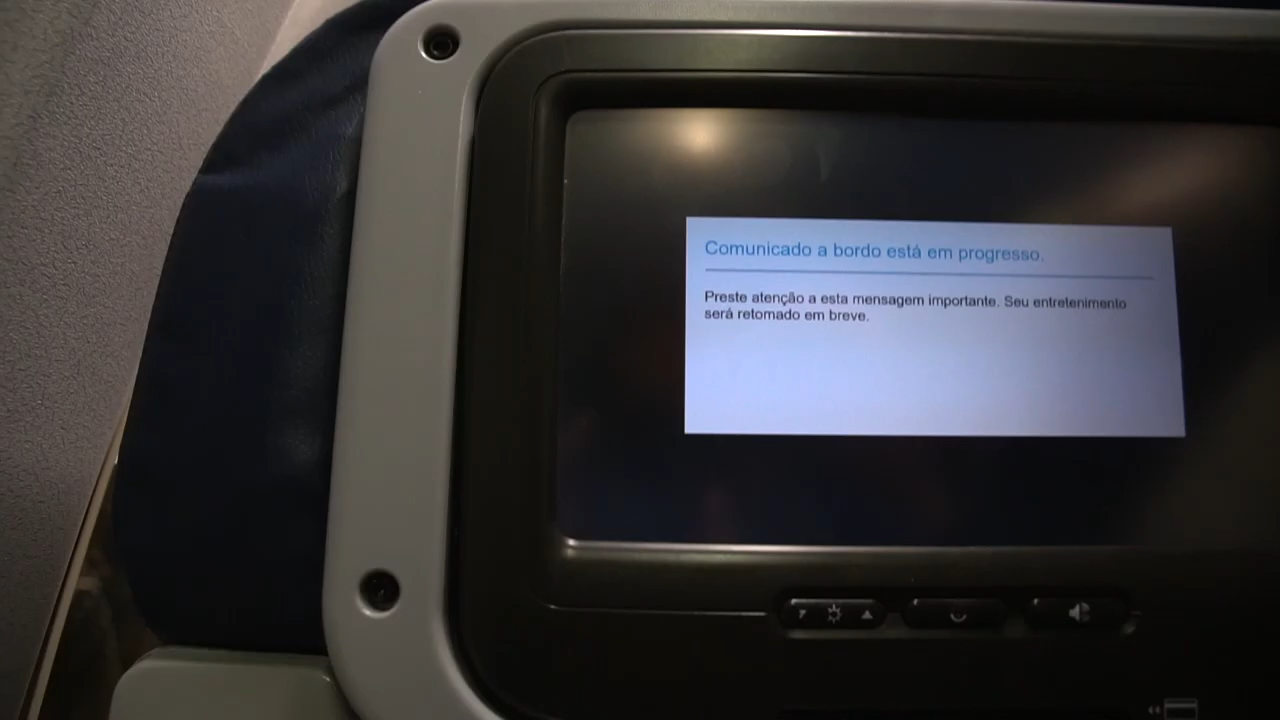 Comunicado a bordo está em progresso.
Preste atenção a esta mensagem importante. Seu entretenimento
será retomado em breve.